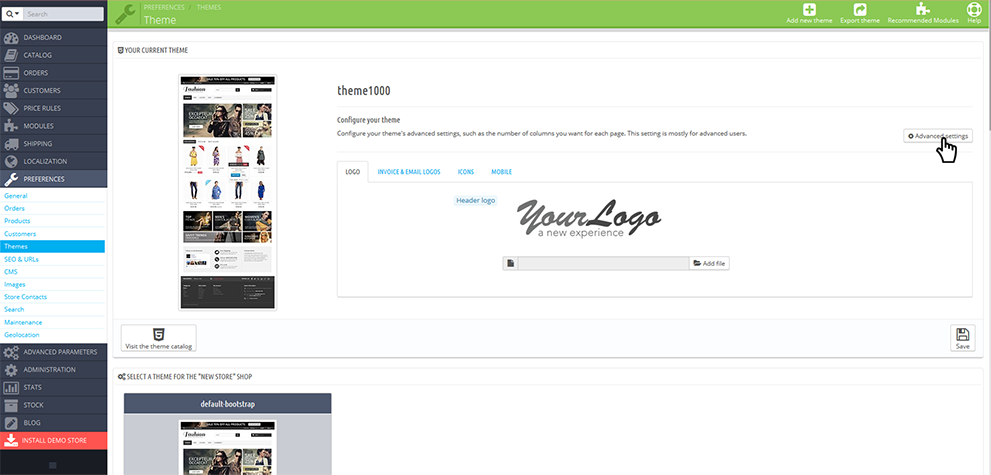 Search
PREFERENCES / THEMES
Theme
Add new theme
Export theme
Recommended Modules
Help
DASHBOARD
CATALOG
ORDERS
CUSTOMERS
PRICE RULES
MODULES
SHIPPING
LOCALIZATION
PREFERENCES
General
Orders
Products
Customers
Themes
SEO & URLs
CMS
Images
Store Contacts
Search
Maintenance
Geolocation
ADVANCED PARAMETERS
ADMINISTRATION
STATS
STOCK
BLOG
INSTALL DEMO STORE
YOUR CURRENT THEME
fashion
EXCEPTEUR
OCCAECAT
theme1000
Configure your theme
Configure your theme's advanced settings, such as the number of columns you want for each page. This setting is mostly for advanced users.
Advanced settings
LOGO
INVOICE & EMAIL LOGOS
ICONS
MOBILE
Header logo
YourLogo
a new experience
Add file
Visit the theme catalog
Save
SELECT A THEME FOR THE "NEW STORE" SHOP
default-bootstrap
fashion
EXCEPTEUR